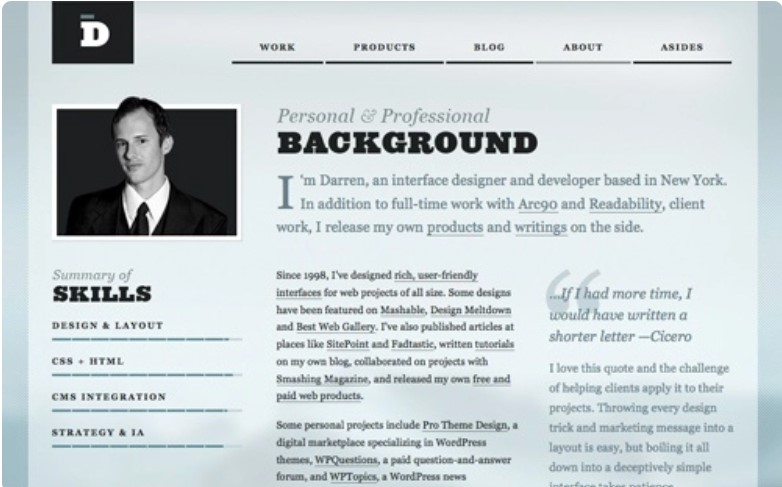 D
WORK PRODUCTS BLOG ABOUT ASIDES
Personal & Professional
BACKGROUND
I'm Darren, an interface designer and developer based in New York.
In addition to full-time work with Arc90 and Readability, client
work, I release my own products and writings on the side.
Summary of
SKILLS
DESIGN & LAYOUT
CSS + HTML
CMS INTEGRATION
STRATEGY & IA
Since 1998, I've designed rich, user-friendly
interfaces for web projects of all size. Some designs
have been featured on Mashable, Design Meltdown
and Best Web Gallery. I've also published articles at
places like SitePoint and Fadtastic, written tutorials
on my own blog, collaborated on projects with
Smashing Magazine, and released my own free and
paid web products.
Some personal projects include Pro Theme Design, a
digital marketplace specializing in WordPress
themes, WPQuestions, a paid question-and-answer
forum, and WPTopics, a WordPress news
“
...If I had more time, I
would have written a
shorter letter —Cicero
I love this quote and the challenge
of helping clients apply it to their
projects. Throwing every design
trick and marketing message into a
layout is easy, but boiling it all
down into a deceptively simple
interface takes patience